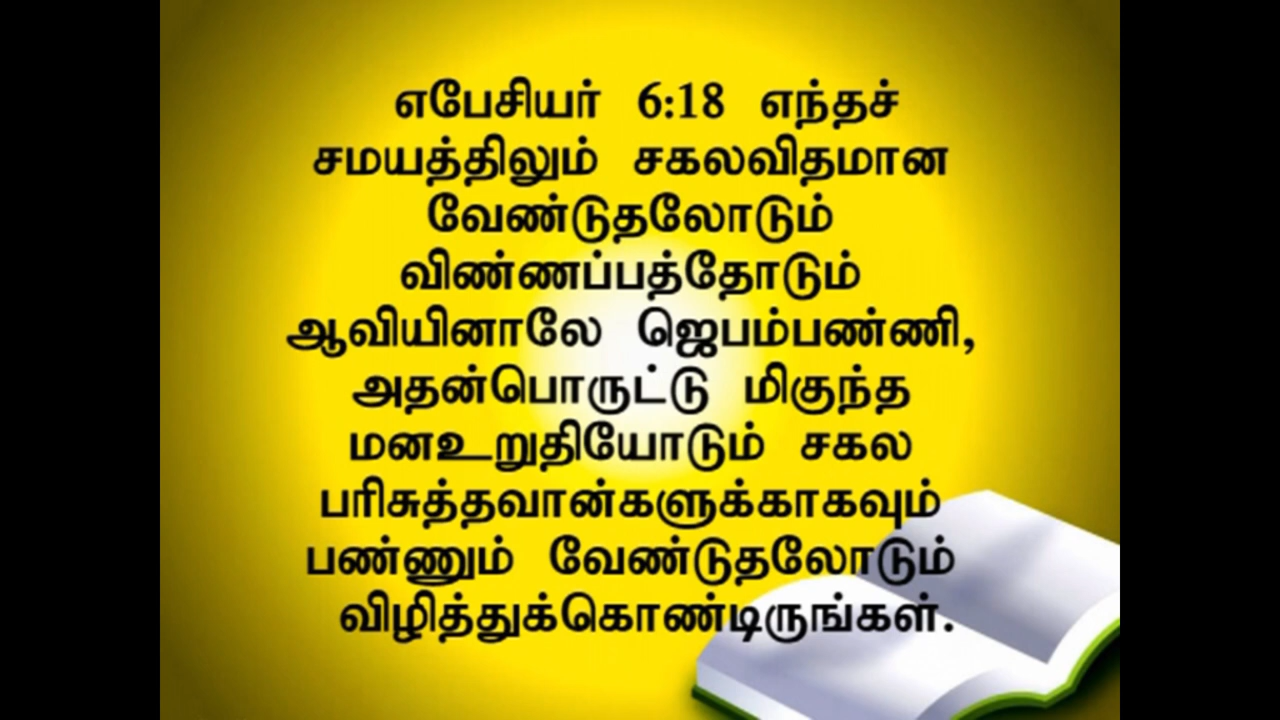 எபேசியர் 6:18 எந்தச்
சமயத்திலும் சகலவிதமான
வேண்டுதலோடும்
விண்ணப்பத்தோடும்
ஆவியினாலே ஜெபம்பண்ணி,
அதன்பொருட்டு மிகுந்த
மனஉறுதியோடும் சகல
பரிசுத்தவான்களுக்காகவும்
பண்ணும் வேண்டுதலோடும்
விழித்துக்கொண்டிருங்கள்.